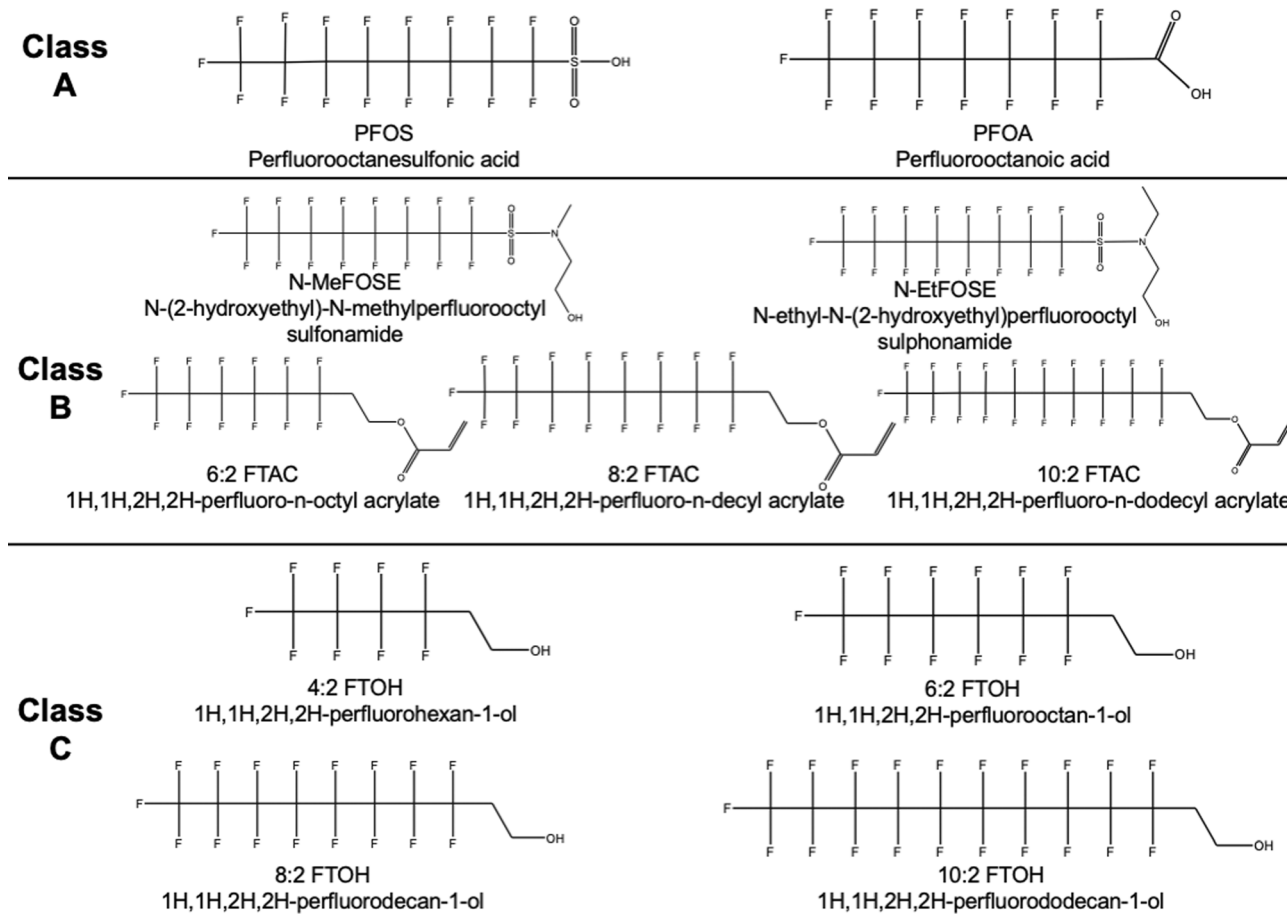 Class
A
PFOS
Perfluorooctanesulfonic acid
PFOA
Perfluorooctanoic acid
F F F F F F F F O
F S OH
F F F F F F F F O
F F F F F F F O
F
F F F F F F F OH
Class
B
F F F F F F F F O
F S N
F F F F F F F F O
OH
N-MeFOSE
N-(2-hydroxyethyl)-N-methylperfluorooctyl
sulfonamide
F F F F F F F F O
F S N
F F F F F F F F O
OH
N-EtFOSE
N-ethyl-N-(2-hydroxyethyl)perfluorooctyl
sulphonamide
F F F F F F
F
F F F F F F O
O
6:2 FTAC
1H,1H,2H,2H-perfluoro-n-octyl acrylate
F F F F F F F F
F
F F F F F F F F O
O
8:2 FTAC
1H,1H,2H,2H-perfluoro-n-decyl acrylate
F F F F F F F F F F
F
F F F F F F F F F F O
O
10:2 FTAC
1H,1H,2H,2H-perfluoro-n-dodecyl acrylate
Class
C
F F F F
F
F F F F OH
4:2 FTOH
1H,1H,2H,2H-perfluorohexan-1-ol
F F F F F F
F
F F F F F F OH
6:2 FTOH
1H,1H,2H,2H-perfluorooctan-1-ol
F F F F F F F F
F
F F F F F F F F OH
8:2 FTOH
1H,1H,2H,2H-perfluorodecan-1-ol
F F F F F F F F F F
F
F F F F F F F F F F OH
10:2 FTOH
1H,1H,2H,2H-perfluorododecan-1-ol